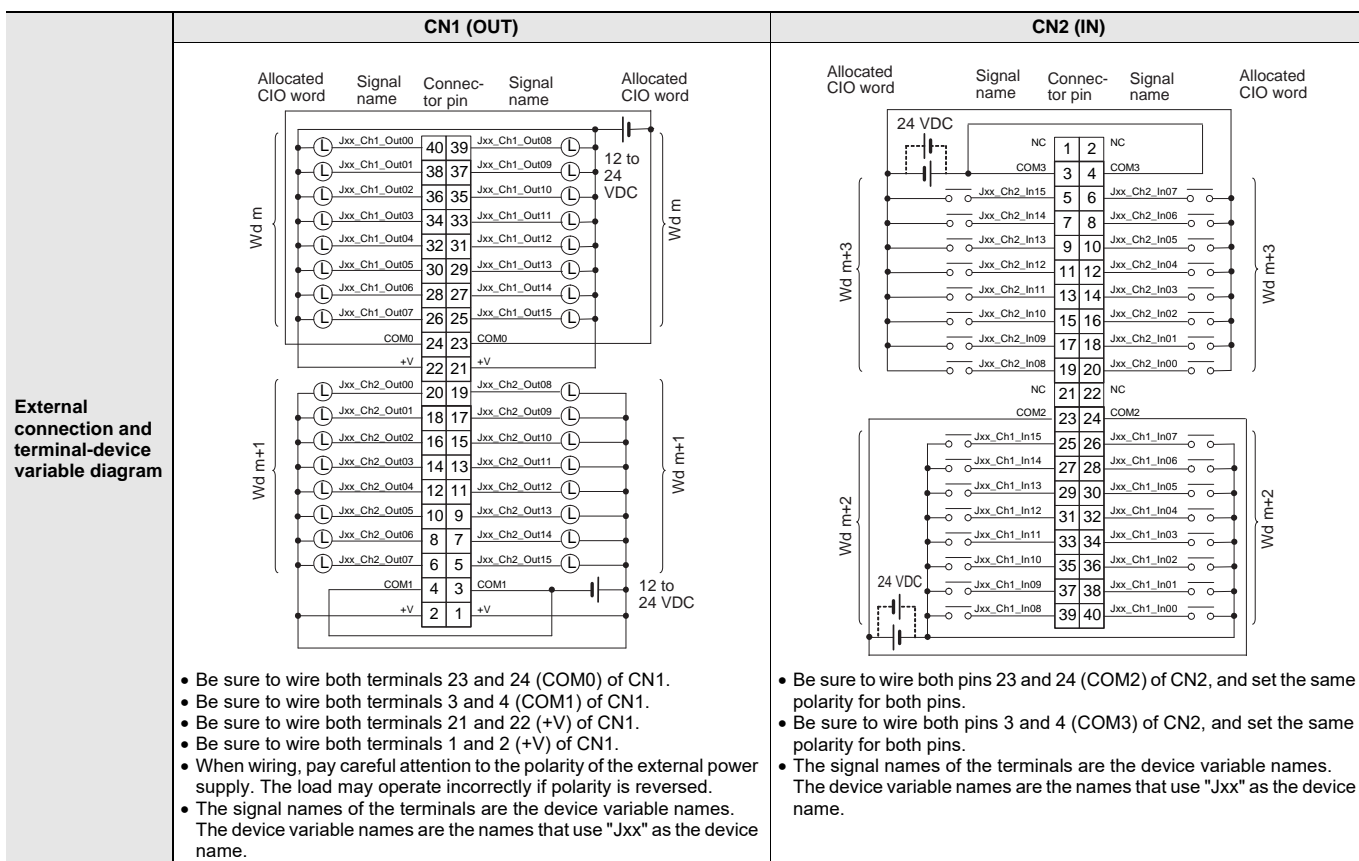 CN1 (OUT)
CN2 (IN)
External
connection and
terminal-device
variable diagram
Allocated
CIO word
Signal
name
Connec-
tor pin
Signal
name
Allocated
CIO word
12 to
24
VDC
Wd m
Wd m
L Jxx_Ch1_Out00 40 39 Jxx_Ch1_Out08 L
L Jxx_Ch1_Out01 38 37 Jxx_Ch1_Out09 L
L Jxx_Ch1_Out02 36 35 Jxx_Ch1_Out10 L
L Jxx_Ch1_Out03 34 33 Jxx_Ch1_Out11 L
L Jxx_Ch1_Out04 32 31 Jxx_Ch1_Out12 L
L Jxx_Ch1_Out05 30 29 Jxx_Ch1_Out13 L
L Jxx_Ch1_Out06 28 27 Jxx_Ch1_Out14 L
L Jxx_Ch1_Out07 26 25 Jxx_Ch1_Out15 L
COM0 24 23 COM0
+V 22 21 +V
Wd m+1
Wd m+1
L Jxx_Ch2_Out00 20 19 Jxx_Ch2_Out08 L
L Jxx_Ch2_Out01 18 17 Jxx_Ch2_Out09 L
L Jxx_Ch2_Out02 16 15 Jxx_Ch2_Out10 L
L Jxx_Ch2_Out03 14 13 Jxx_Ch2_Out11 L
L Jxx_Ch2_Out04 12 11 Jxx_Ch2_Out12 L
L Jxx_Ch2_Out05 10 9 Jxx_Ch2_Out13 L
L Jxx_Ch2_Out06 8 7 Jxx_Ch2_Out14 L
L Jxx_Ch2_Out07 6 5 Jxx_Ch2_Out15 L
COM1 4 3 COM1
+V 2 1 +V
12 to
24 VDC
• Be sure to wire both terminals 23 and 24 (COM0) of CN1.
• Be sure to wire both terminals 3 and 4 (COM1) of CN1.
• Be sure to wire both terminals 21 and 22 (+V) of CN1.
• Be sure to wire both terminals 1 and 2 (+V) of CN1.
• When wiring, pay careful attention to the polarity of the external power
supply. The load may operate incorrectly if polarity is reversed.
• The signal names of the terminals are the device variable names.
The device variable names are the names that use "Jxx" as the device
name.
Allocated
CIO word
Signal
name
Connec-
tor pin
Signal
name
Allocated
CIO word
24 VDC
NC 1 2 NC
COM3 3 4 COM3
Wd m+3
Wd m+3
Jxx_Ch2_In15 5 6 Jxx_Ch2_In07
Jxx_Ch2_In14 7 8 Jxx_Ch2_In06
Jxx_Ch2_In13 9 10 Jxx_Ch2_In05
Jxx_Ch2_In12 11 12 Jxx_Ch2_In04
Jxx_Ch2_In11 13 14 Jxx_Ch2_In03
Jxx_Ch2_In10 15 16 Jxx_Ch2_In02
Jxx_Ch2_In09 17 18 Jxx_Ch2_In01
Jxx_Ch2_In08 19 20 Jxx_Ch2_In00
NC 21 22 NC
COM2 23 24 COM2
Wd m+2
Wd m+2
Jxx_Ch1_In15 25 26 Jxx_Ch1_In07
Jxx_Ch1_In14 27 28 Jxx_Ch1_In06
Jxx_Ch1_In13 29 30 Jxx_Ch1_In05
Jxx_Ch1_In12 31 32 Jxx_Ch1_In04
Jxx_Ch1_In11 33 34 Jxx_Ch1_In03
Jxx_Ch1_In10 35 36 Jxx_Ch1_In02
24 VDC
Jxx_Ch1_In09 37 38 Jxx_Ch1_In01
Jxx_Ch1_In08 39 40 Jxx_Ch1_In00
• Be sure to wire both pins 23 and 24 (COM2) of CN2, and set the same
polarity for both pins.
• Be sure to wire both pins 3 and 4 (COM3) of CN2, and set the same
polarity for both pins.
• The signal names of the terminals are the device variable names.
The device variable names are the names that use "Jxx" as the device
name.